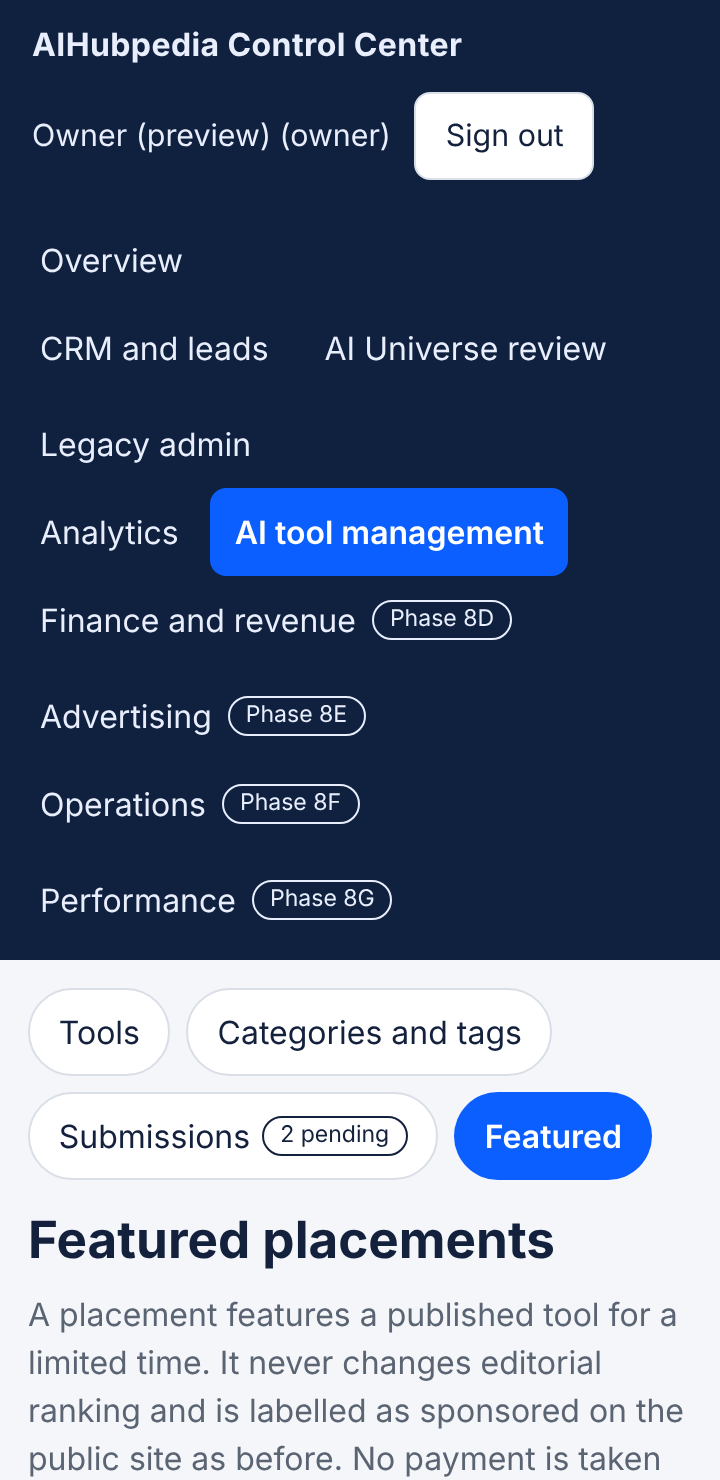 AIHubpedia Control Center
Owner (preview) (owner) Sign out
Overview
CRM and leads AI Universe review
Legacy admin
Analytics AI tool management
Finance and revenue Phase 8D
Advertising Phase 8E
Operations Phase 8F
Performance Phase 8G
Tools Categories and tags
Submissions 2 pending Featured
Featured placements
A placement features a published tool for a
limited time. It never changes editorial
ranking and is labelled as sponsored on the
public site as before. No payment is taken